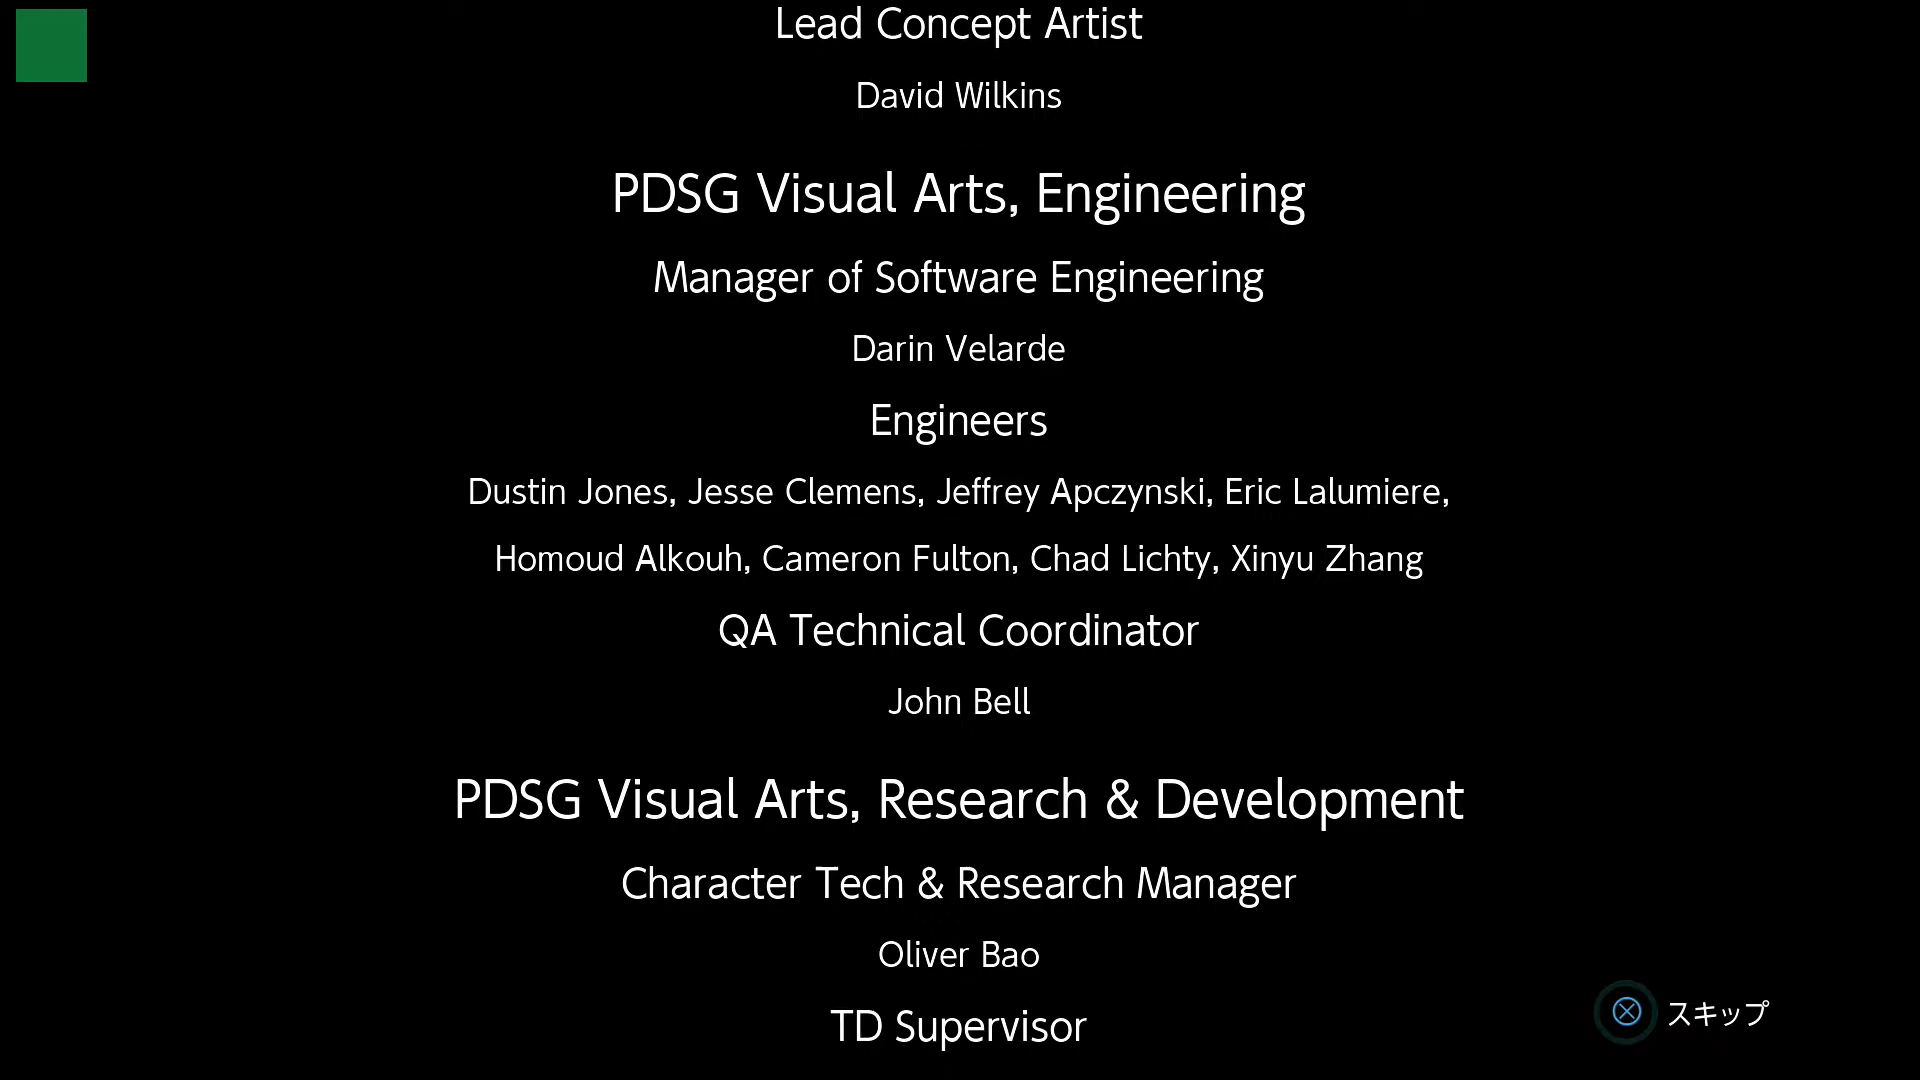 Lead Concept Artist
David Wilkins
PDSG Visual Arts, Engineering
Manager of Software Engineering
Darin Velarde
Engineers
Dustin Jones, Jesse Clemens, Jeffrey Apczynski, Eric Lalumiere,
Homoud Alkouh, Cameron Fulton, Chad Lichty, Xinyu Zhang
QA Technical Coordinator
John Bell
PDSG Visual Arts, Research & Development
Character Tech & Research Manager
Oliver Bao
TD Supervisor
スキップ